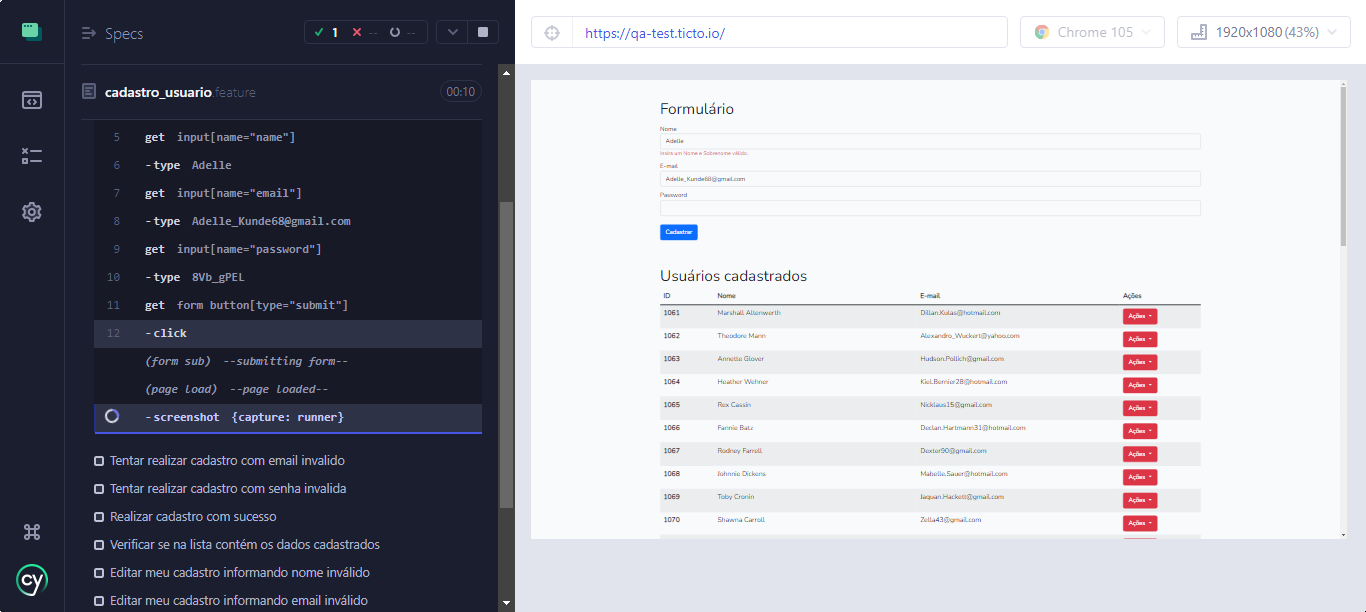 Specs
1
--
--
cadastro_usuario.feature
00:10
5 get input[name="name"]
6 -type Adelle
7 get input[name="email"]
8 -type Adelle_Kunde68@gmail.com
9 get input[name="password"]
10 -type 8Vb_gPEL
11 get form button[type="submit"]
12 -click
(form sub) --submitting form--
(page load) --page loaded--
-screenshot {capture: runner}
Tentar realizar cadastro com email invalido
Tentar realizar cadastro com senha invalida
Realizar cadastro com sucesso
Verificar se na lista contém os dados cadastrados
Editar meu cadastro informando nome inválido
Editar meu cadastro informando email inválido
cy
https://qa-test.ticto.io/
Chrome 105
1920x1080 (43%)
Formulário
Nome
Adelle
Insira um Nome e Sobrenome válido.
E-mail
Adelle_Kunde68@gmail.com
Password
Cadastrar
Usuários cadastrados
ID Nome E-mail Ações
1061 Marshall Altenwerth Dillan.Kulas@hotmail.com Ações
1062 Theodore Mann Alexandro_Wuckert@yahoo.com Ações
1063 Annette Glover Hudson.Pollich@gmail.com Ações
1064 Heather Wehner Kiel.Bernier28@hotmail.com Ações
1065 Rex Cassin Nicklaus15@gmail.com Ações
1066 Fannie Batz Declan.Hartmann31@hotmail.com Ações
1067 Rodney Farrell Dexter90@gmail.com Ações
1068 Johnnie Dickens Mabelle.Sauer@hotmail.com Ações
1069 Toby Cronin Jaquan.Hackett@gmail.com Ações
1070 Shawna Carroll Zella43@gmail.com Ações